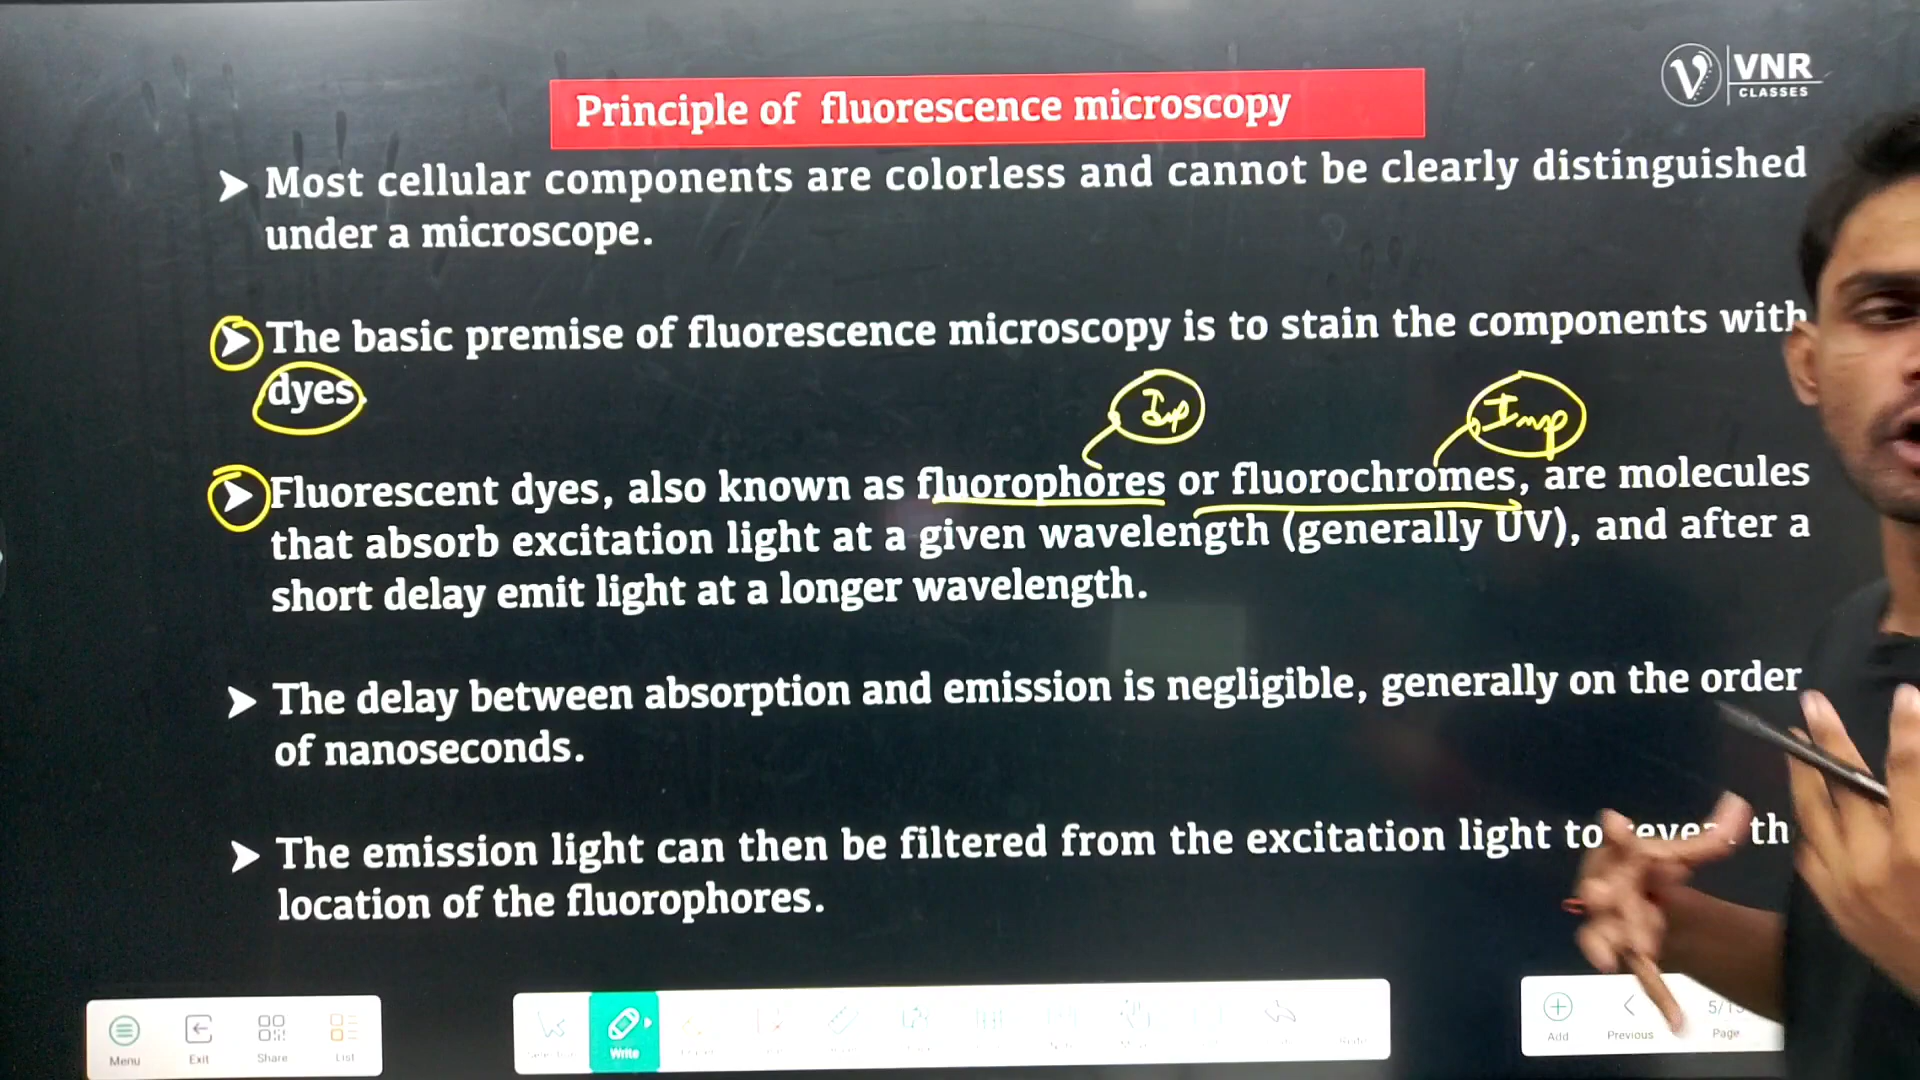 VNR
CLASSES
Principle of fluorescence microscopy
➤ Most cellular components are colorless and cannot be clearly distinguished
under a microscope.
➤ The basic premise of fluorescence microscopy is to stain the components with
dyes.
Imp
Imp
➤ Fluorescent dyes, also known as fluorophores or fluorochromes, are molecules
that absorb excitation light at a given wavelength (generally UV), and after a
short delay emit light at a longer wavelength.
➤ The delay between absorption and emission is negligible, generally on the order
of nanoseconds.
➤ The emission light can then be filtered from the excitation light to
location of the fluorophores.
Menu Exit Share List
Write
Add Previous Page